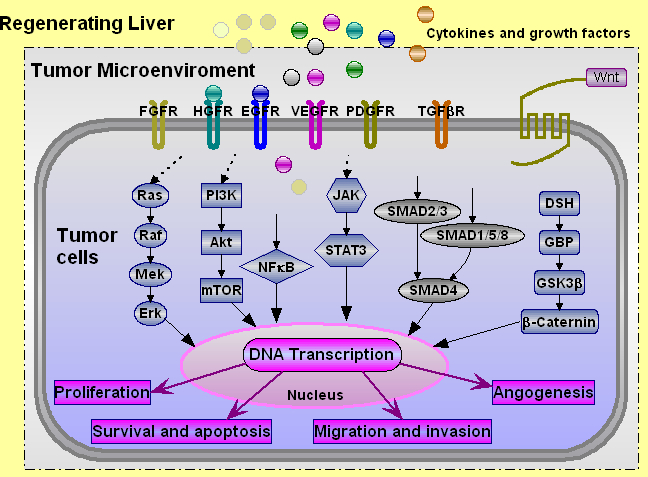 Regenerating Liver
Cytokines and growth factors
Tumor Microenviroment
Wnt
FGFR
HGFR
EGFR
VEGFR
PDGFR
TGFβR
Ras
PI3K
JAK
SMAD2/3
DSH
Raf
Akt
STAT3
SMAD1/5/8
GBP
Tumor
cells
Mek
NFκB
mTOR
SMAD4
GSK3β
Erk
β-Caternin
DNA Transcription
Nucleus
Proliferation
Angogenesis
Survival and apoptosis
Migration and invasion